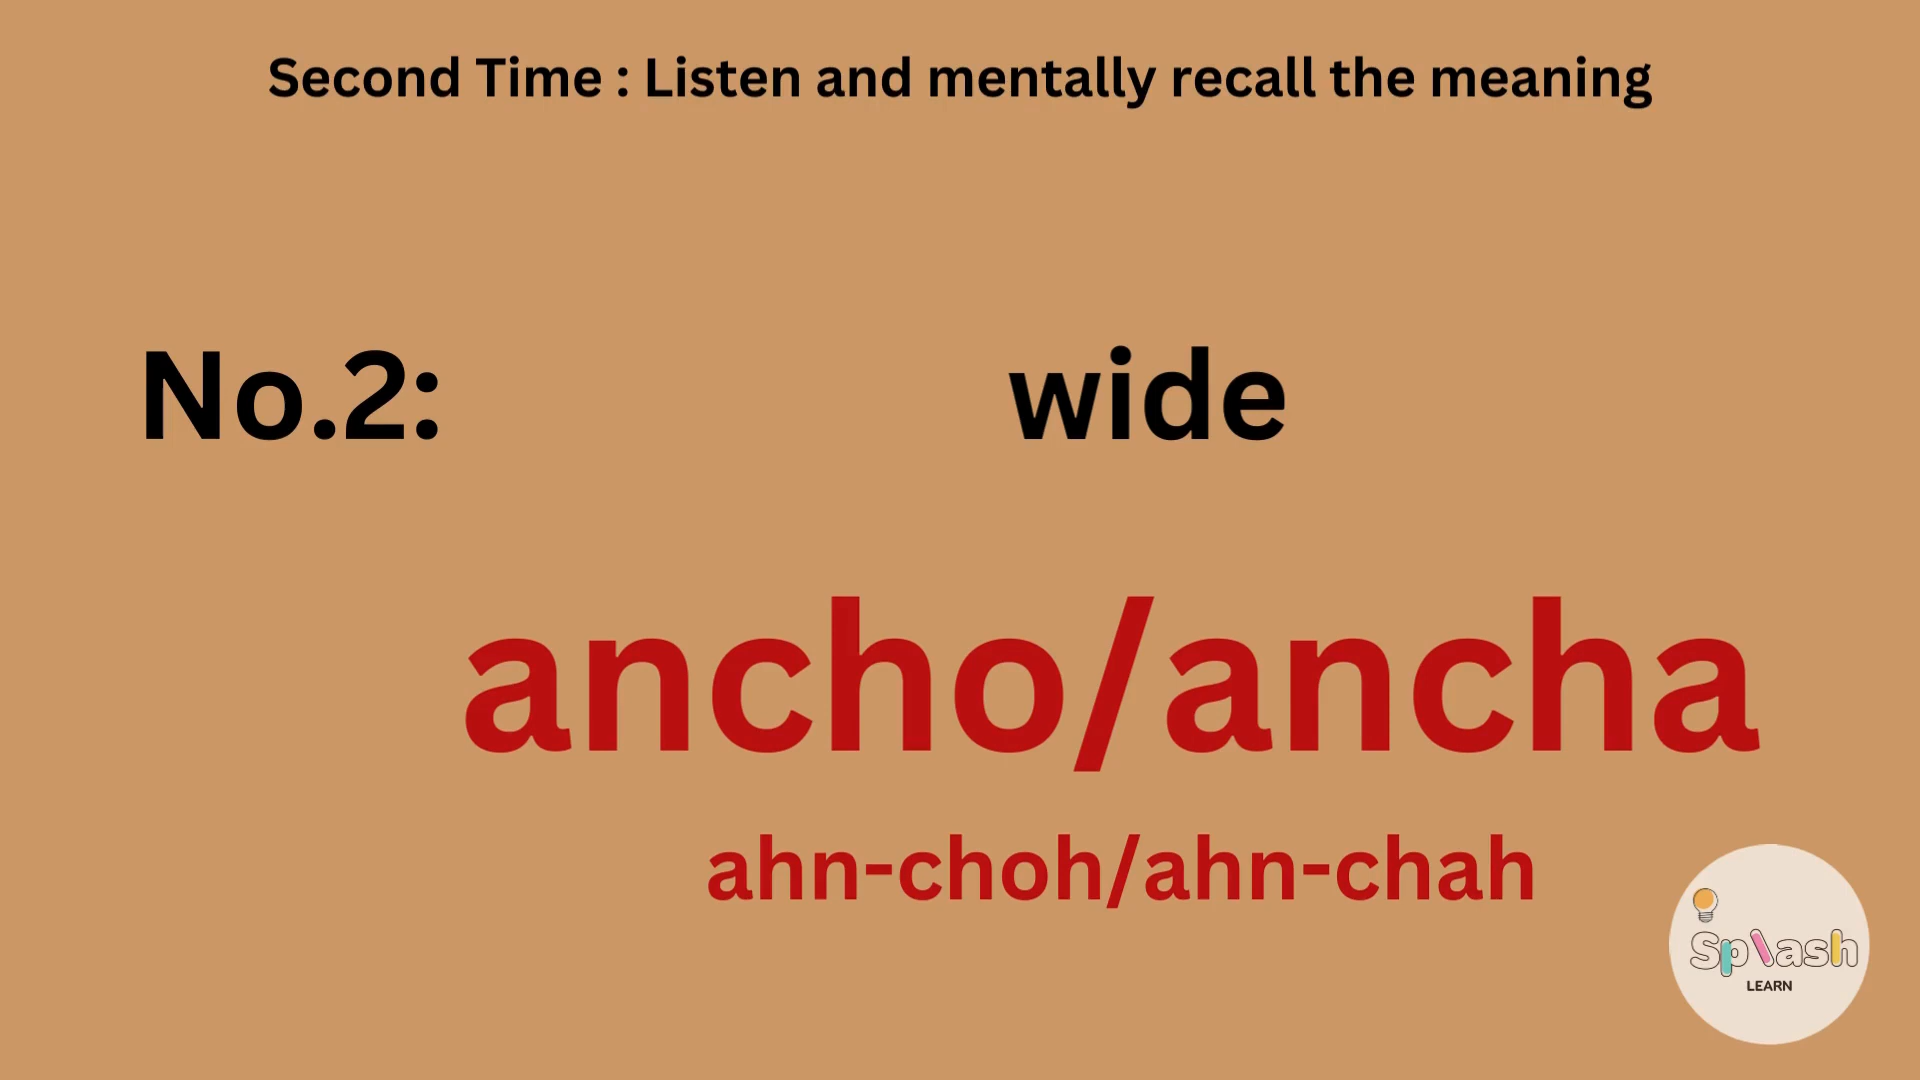 Second Time : Listen and mentally recall the meaning
No.2:
wide
ancho/ancha
ahn-choh/ahn-chah
Splash
LEARN